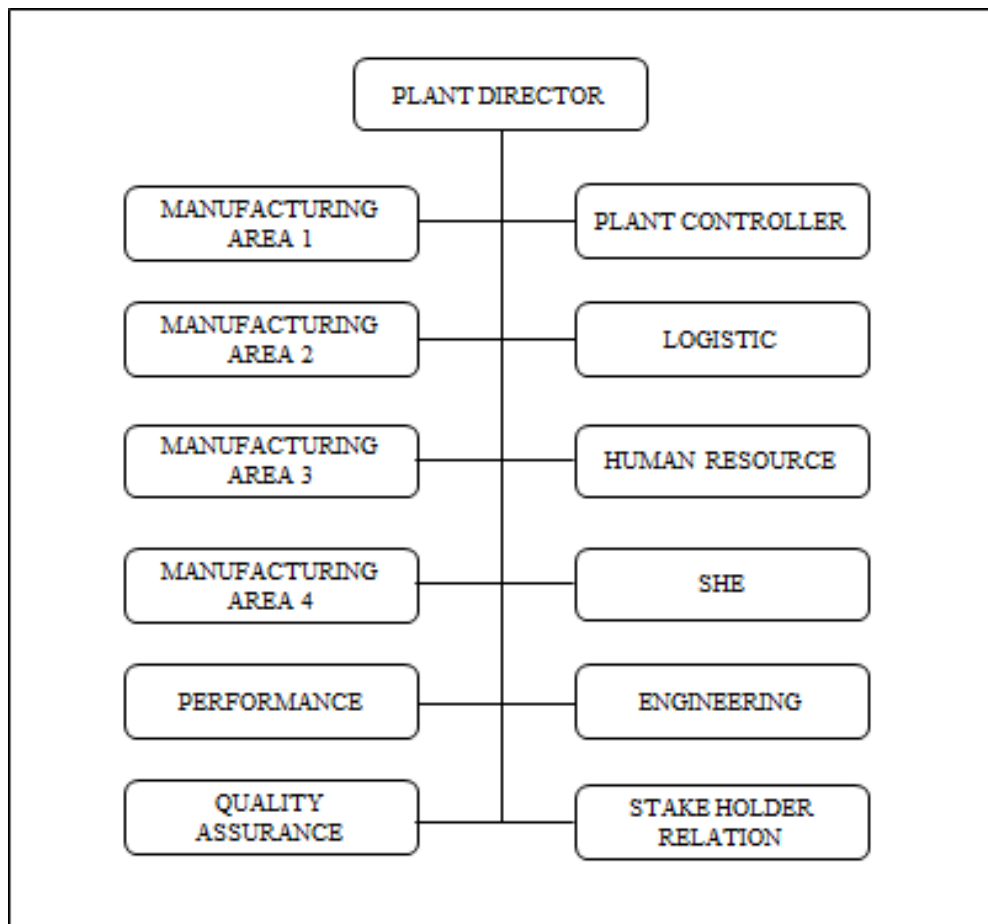 PLANT DIRECTOR
MANUFACTURING
AREA 1
PLANT CONTROLLER
MANUFACTURING
AREA 2
LOGISTIC
MANUFACTURING
AREA 3
HUMAN RESOURCE
MANUFACTURING
AREA 4
SHE
PERFORMANCE
ENGINEERING
QUALITY
ASSURANCE
STAKE HOLDER
RELATION